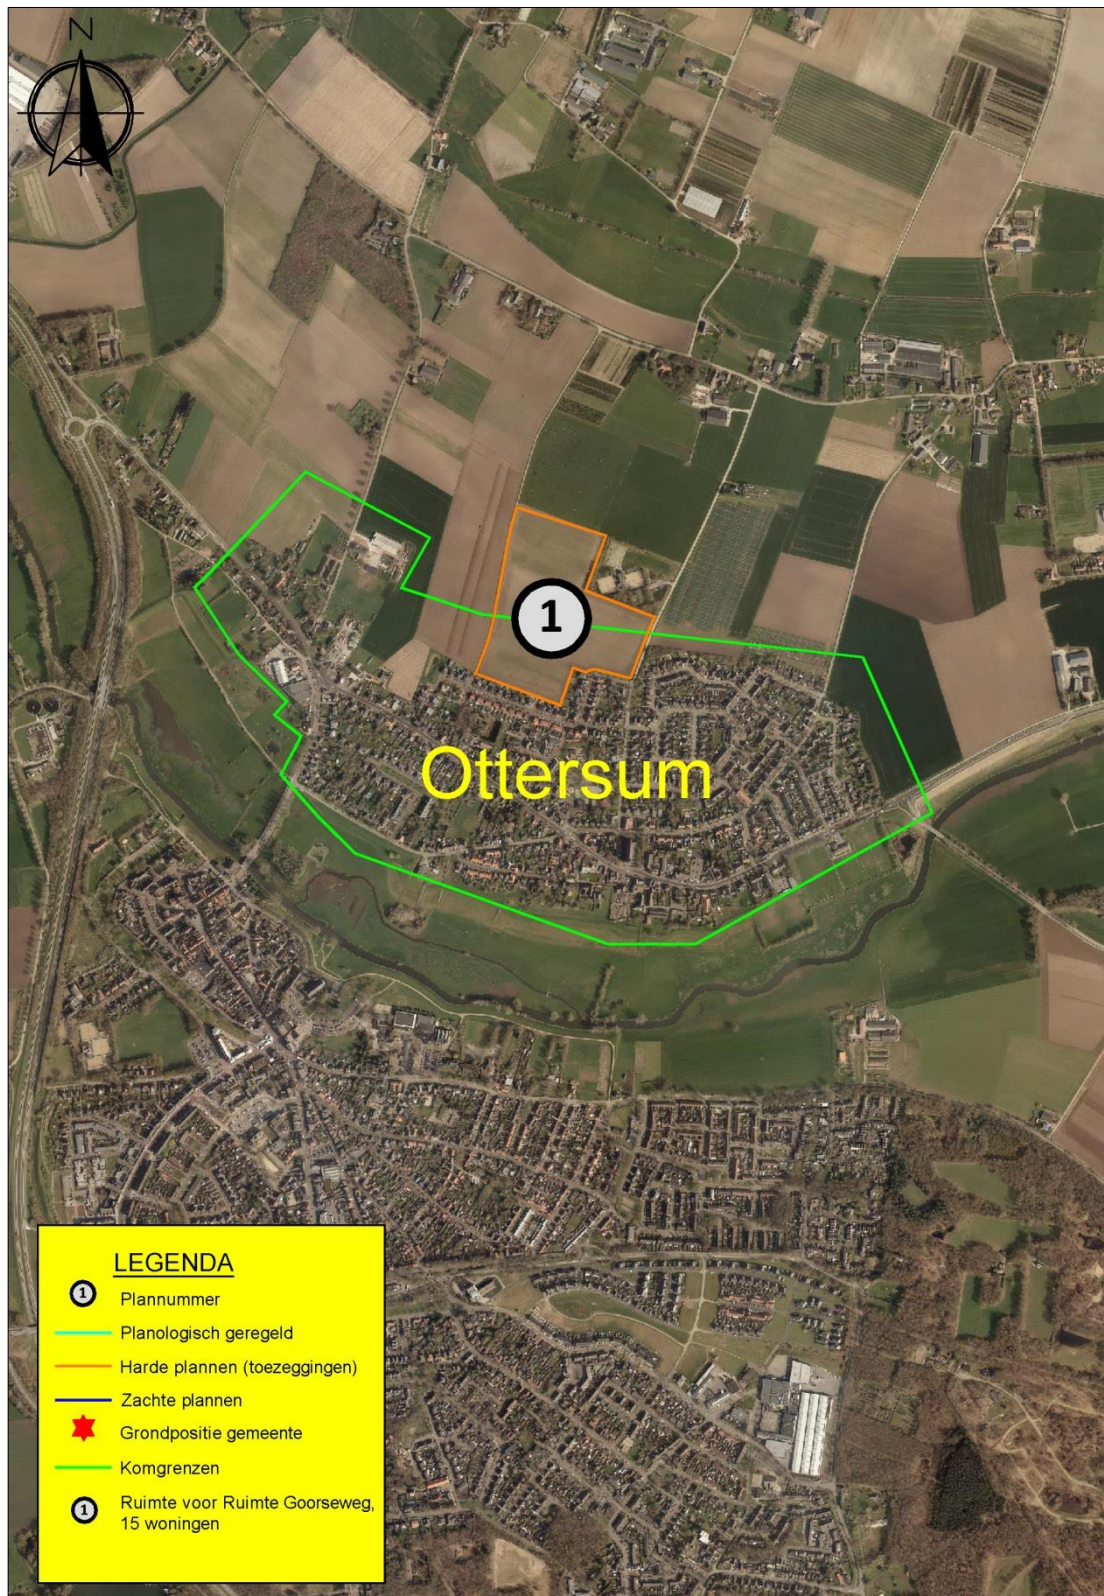 N
1
Ottersum
LEGENDA
1
Plannummer
Planologisch geregeld
Harde plannen (toezeggingen)
Zachte plannen
Grondpositie gemeente
Komgrenzen
1
Ruimte voor Ruimte Goorseweg,
15 woningen